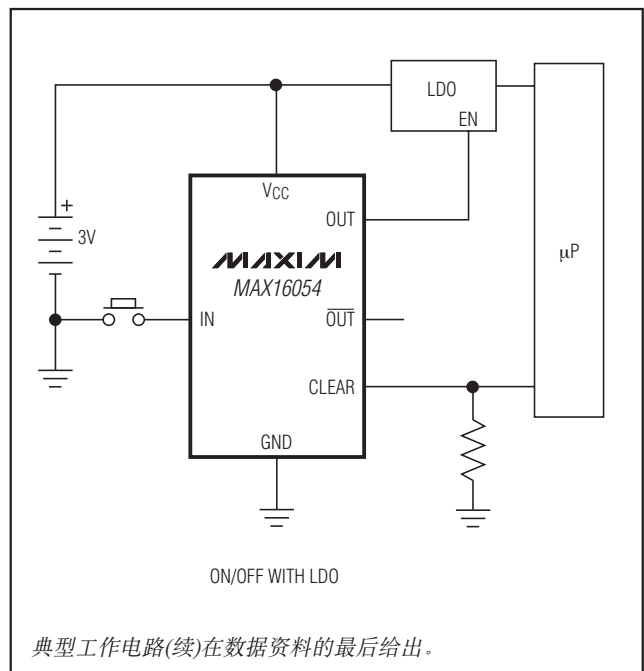 LDO
EN
VCC
OUT
+
3V
MAXIM
MAX16054
μP
IN
OUT
CLEAR
GND
ON/OFF WITH LDO
典型工作电路(续)在数据资料的最后给出。